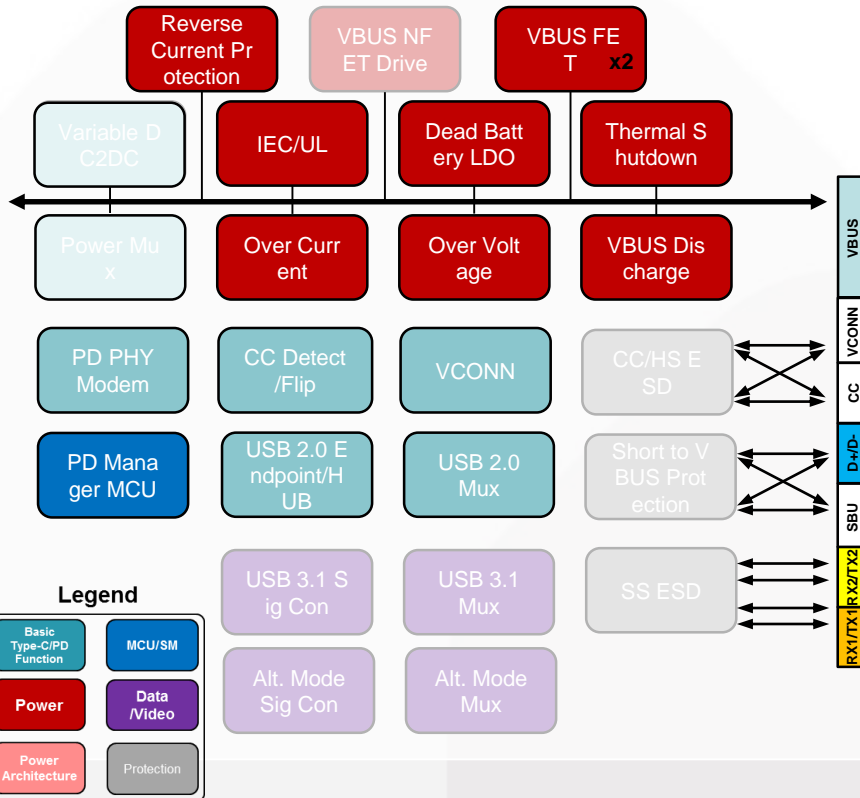 Reverse
Current Pr
otection
VBUS NF
ET Drive
VBUS FE
T x2
Variable D
C2DC
IEC/UL
Dead Batt
ery LDO
Thermal S
hutdown
Power Mu
x
Over Curr
ent
Over Volt
age
VBUS Dis
charge
PD PHY
Modem
CC Detect
/Flip
VCONN
CC/HS E
SD
PD Mana
ger MCU
USB 2.0 E
ndpoint/H
UB
USB 2.0
Mux
Short to V
BUS Prot
ection
USB 3.1 S
ig Con
USB 3.1
Mux
SS ESD
Alt. Mode
Sig Con
Alt. Mode
Mux
VBUS
VCONN
CC
D+/D-
SBU
RX2/TX2
RX1/TX1
Legend
Basic
Type-C/PD
Function
MCU/SM
Power
Data
/Video
Power
Architecture
Protection